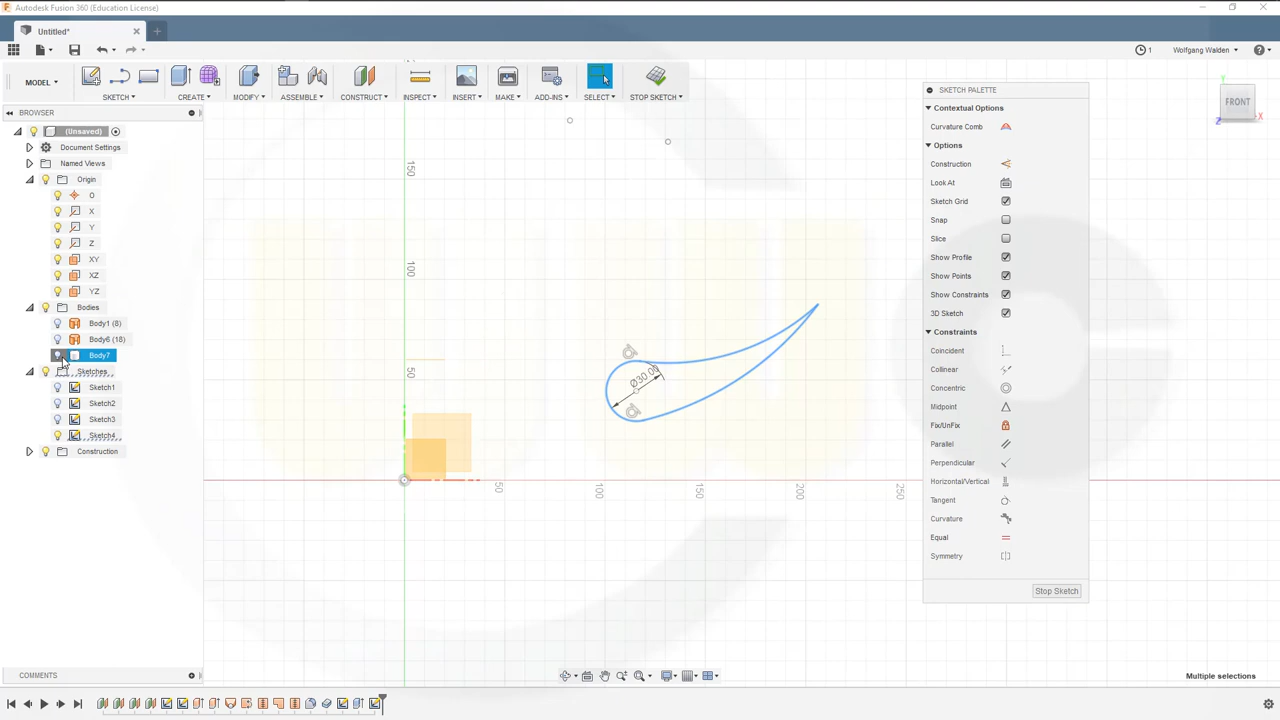 Autodesk Fusion 360 (Education License)
Untitled*
1 Wolfgang Walden
MODEL
SKETCH CREATE MODIFY ASSEMBLE CONSTRUCT INSPECT INSERT MAKE ADD-INS SELECT STOP SKETCH
BROWSER
(Unsaved)
Document Settings
Named Views
Origin
O
X
Y
Z
XY
XZ
YZ
Bodies
Body1 (8)
Body6 (18)
Body7
Sketches
Sketch1
Sketch2
Sketch3
Sketch4
Construction
150
100
50
50
100
150
200
250
Ø30.00
FRONT
Y
X
Z
SKETCH PALETTE
Contextual Options
Curvature Comb
Options
Construction
Look At
Sketch Grid
Snap
Slice
Show Profile
Show Points
Show Constraints
3D Sketch
Constraints
Coincident
Collinear
Concentric
Midpoint
Fix/UnFix
Parallel
Perpendicular
Horizontal/Vertical
Tangent
Curvature
Equal
Symmetry
Stop Sketch
COMMENTS
Multiple selections